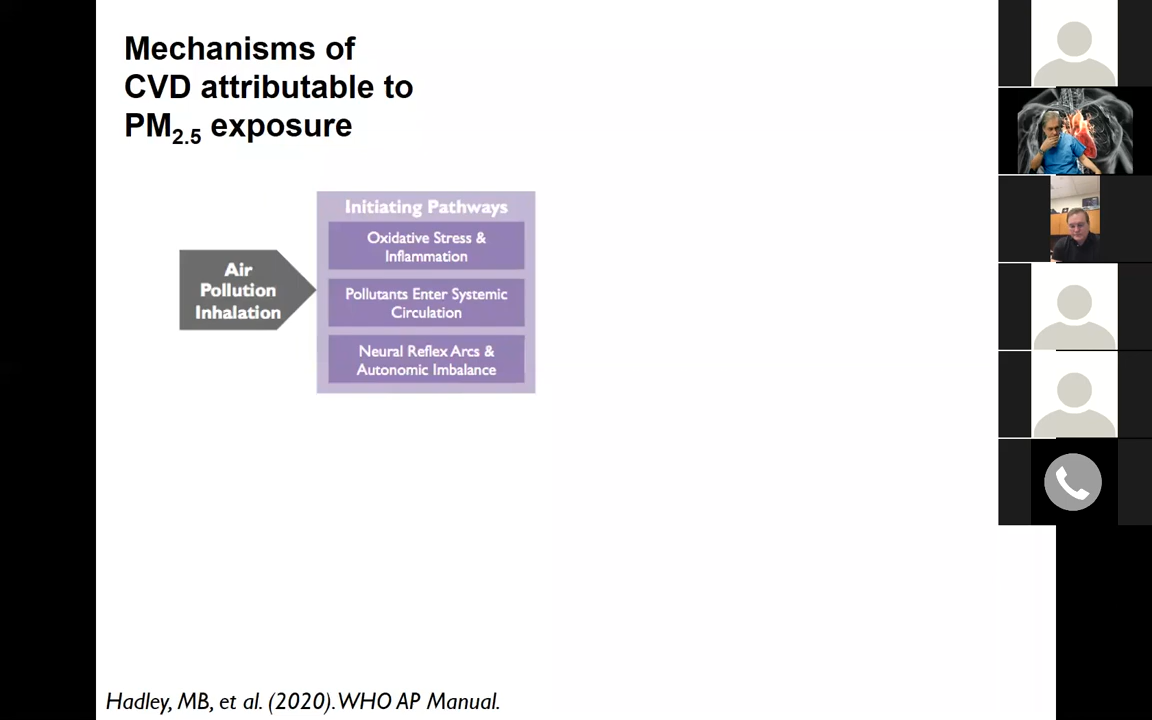 Mechanisms of
CVD attributable to
PM2.5 exposure
Initiating Pathways
Oxidative Stress &
Inflammation
Air
Pollution
Inhalation
Pollutants Enter Systemic
Circulation
Neural Reflex Arcs &
Autonomic Imbalance
Hadley, MB, et al. (2020). WHO AP Manual.